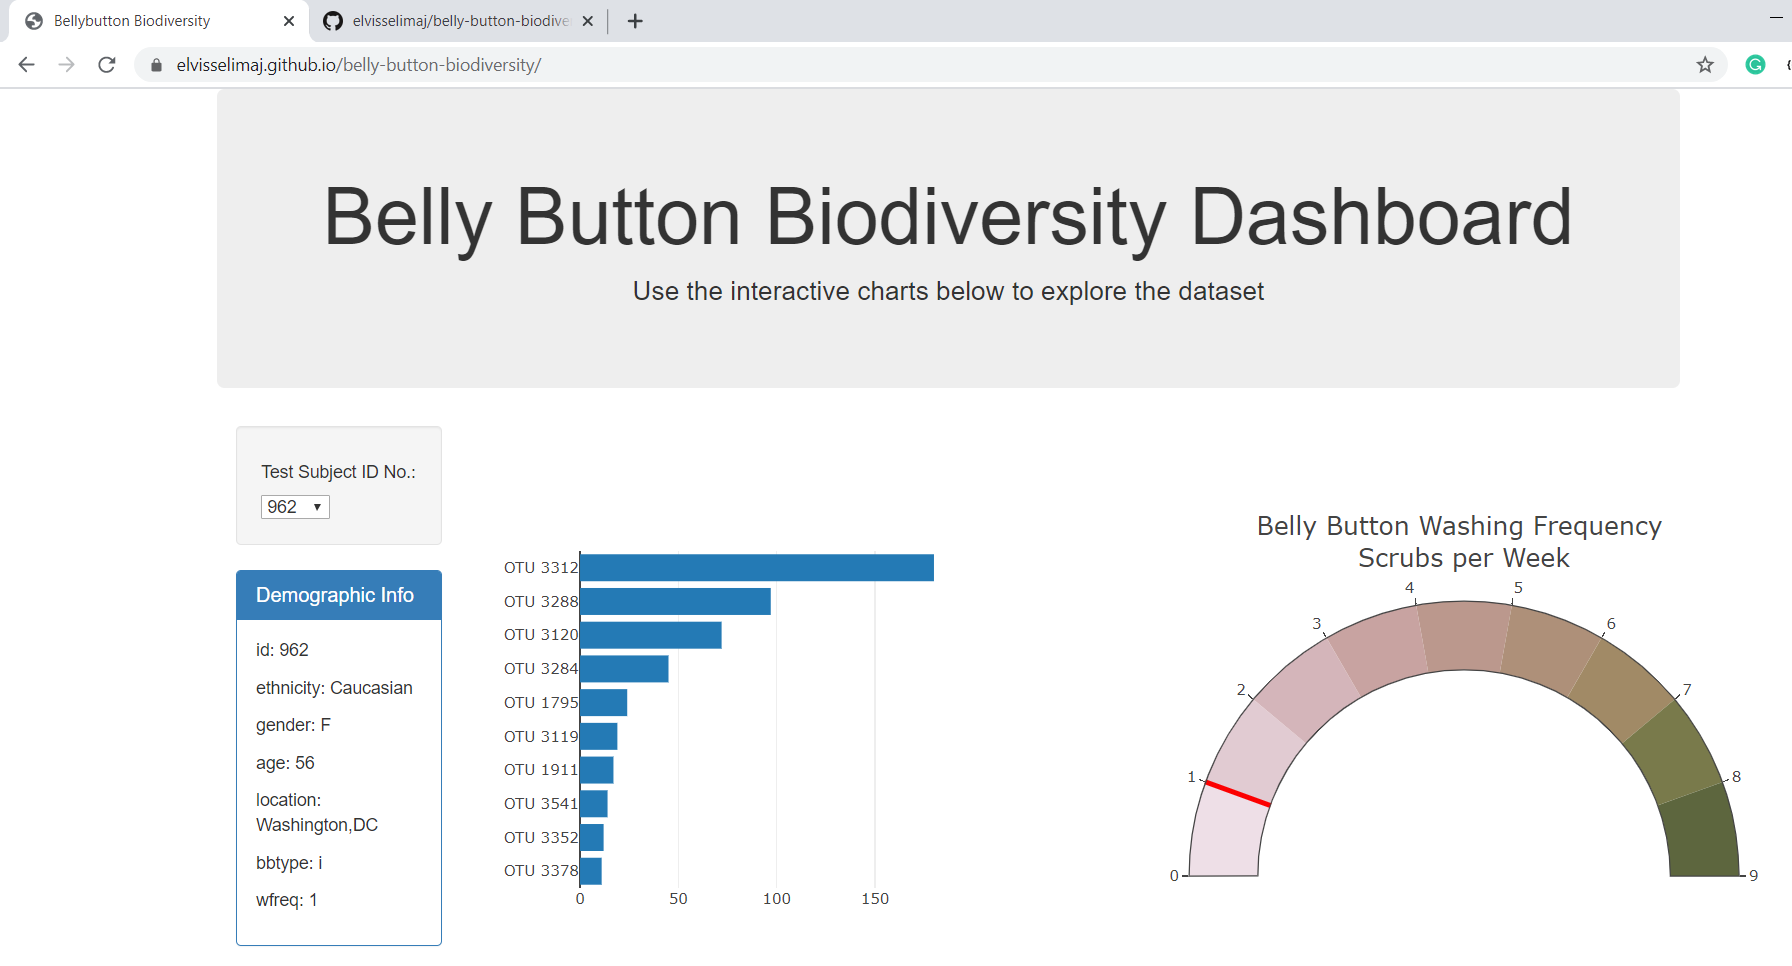 Bellybutton Biodiversity
elvisselimaj/belly-button-biodive
elvisselimaj.github.io/belly-button-biodiversity/
Belly Button Biodiversity Dashboard
Use the interactive charts below to explore the dataset
Test Subject ID No.:
962
Demographic Info
id: 962
ethnicity: Caucasian
gender: F
age: 56
location:
Washington,DC
bbtype: i
wfreq: 1
OTU 3312
OTU 3288
OTU 3120
OTU 3284
OTU 1795
OTU 3119
OTU 1911
OTU 3541
OTU 3352
OTU 3378
0 50 100 150
Belly Button Washing Frequency
Scrubs per Week
0
1
2
3
4
5
6
7
8
9